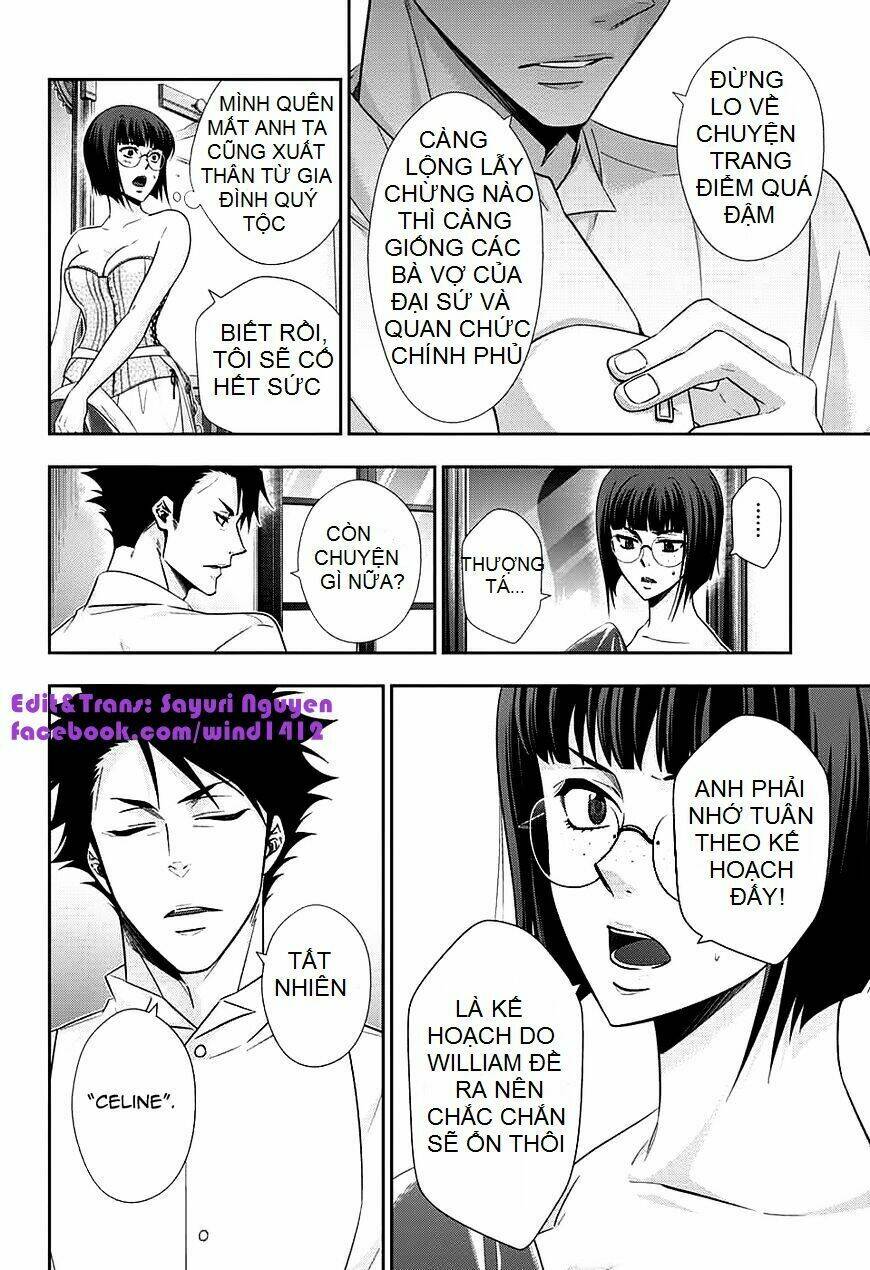 ĐỪNG
LO VỀ
CHUYỆN
TRANG
ĐIỂM QUÁ
ĐẬM
CÀNG
LỘNG LẪY
CHỪNG NÀO
THÌ CÀNG
GIỐNG CÁC
BÀ VỢ CỦA
ĐẠI SỨ VÀ
QUAN CHỨC
CHÍNH PHỦ
MÌNH QUÊN
MẤT ANH TA
CŨNG XUẤT
THÂN TỪ GIA
ĐÌNH QUÝ
TỘC
BIẾT RỒI,
TÔI SẼ CỐ
HẾT SỨC
......
THƯỢNG
TÁ...
CÒN
CHUYỆN
GÌ NỮA?
ANH PHẢI
NHỚ TUÂN
THEO KẾ
HOẠCH
ĐẤY!
LÀ KẾ
HOẠCH DO
WILLIAM ĐỀ
RA NÊN
CHẮC CHẮN
SẼ ỔN THÔI
Edit&Trans: Sayuri Nguyen
facebook.com/wind1412
TẤT
NHIÊN
"CELINE".